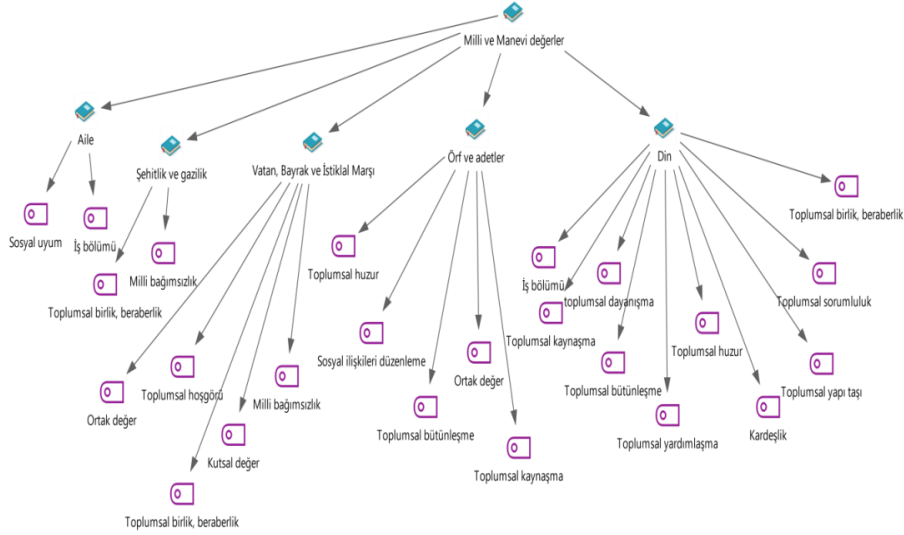 Milli ve Manevi değerler
Aile
Şehitlik ve gazilik
Vatan, Bayrak ve İstiklal Marşı
Örf ve adetler
Din
Sosyal uyum
İş bölümü
Toplumsal birlik, beraberlik
Milli bağımsızlık
Ortak değer
Toplumsal hoşgörü
Toplumsal birlik, beraberlik
Kutsal değer
Milli bağımsızlık
Toplumsal huzur
Sosyal ilişkileri düzenleme
Toplumsal bütünleşme
Ortak değer
Toplumsal kaynaşma
İş bölümü
Toplumsal kaynaşma
toplumsal dayanışma
Toplumsal bütünleşme
Toplumsal yardımlaşma
Toplumsal huzur
Kardeşlik
Toplumsal yapı taşı
Toplumsal sorumluluk
Toplumsal birlik, beraberlik